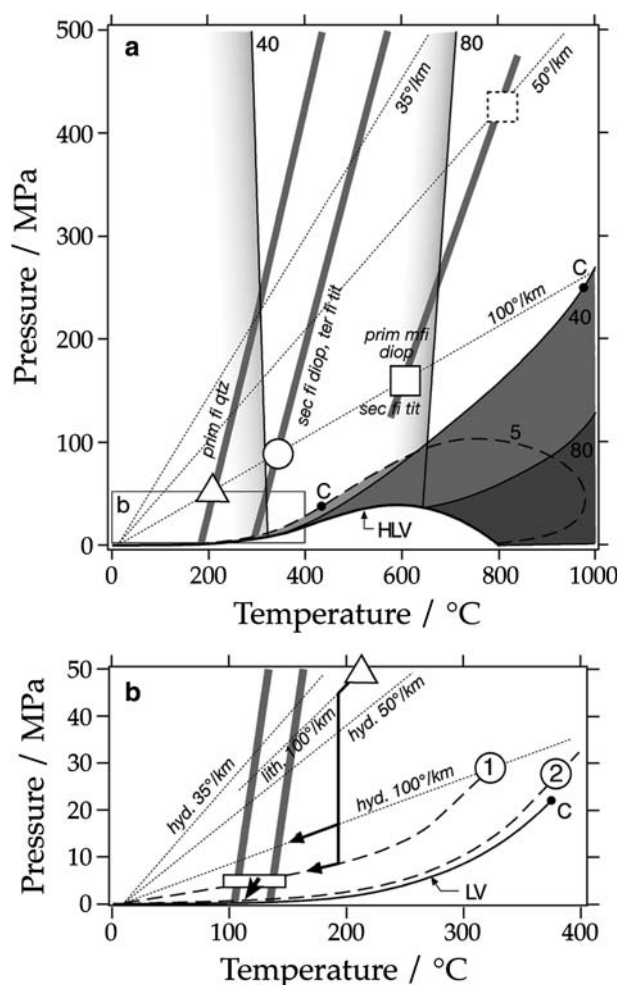 a
500
400
300
200
100
0
Pressure / MPa
40
80
35°/km
50°/km
100°/km
C
40
80
5
C
HLV
prim fi qtz
sec fi diop, ter fi tit
prim mfi
diop
sec fi tit
b
0
200
400
600
800
1000
Temperature / °C
b
50
40
30
20
10
0
Pressure / MPa
hyd. 35°/km
lith. 100°/km
hyd. 50°/km
hyd. 100°/km
1
2
C
LV
0
100
200
300
400
Temperature / °C